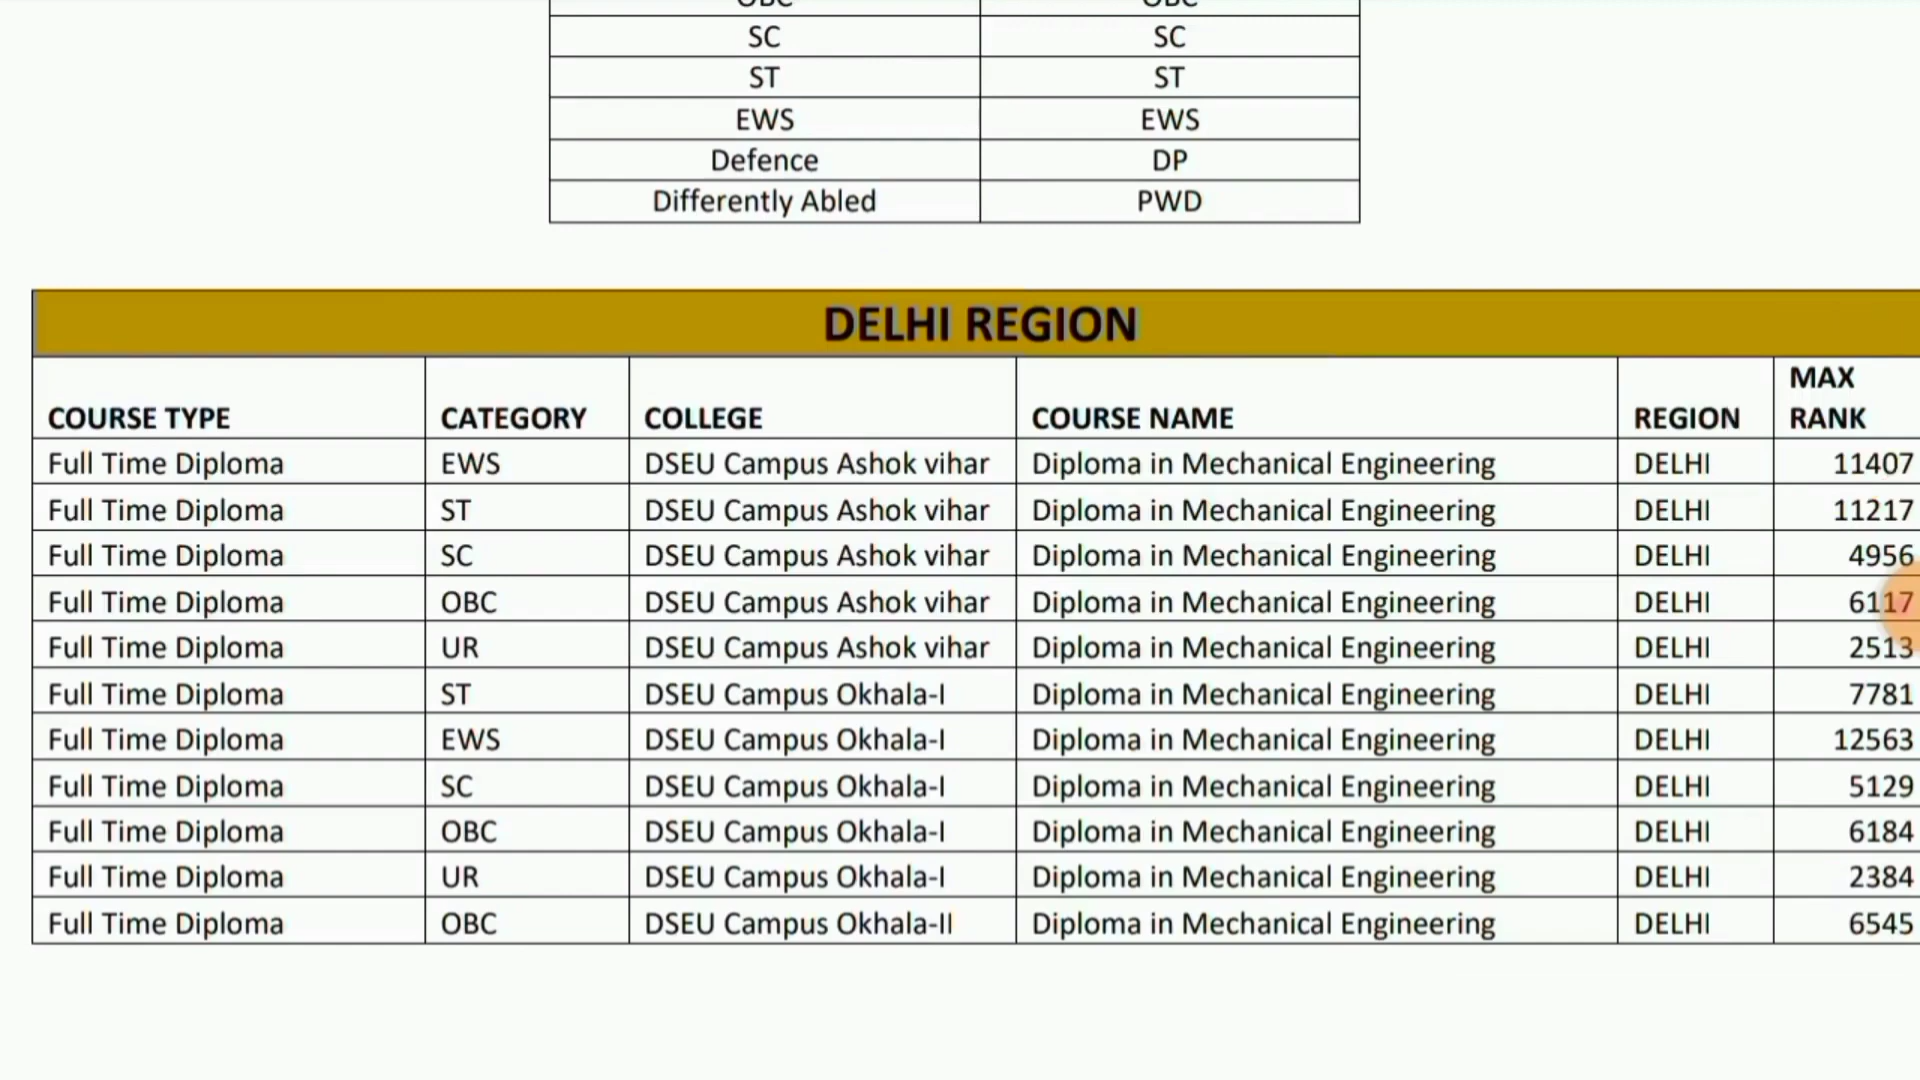 OBC OBC
SC SC
ST ST
EWS EWS
Defence DP
Differently Abled PWD
DELHI REGION
COURSE TYPE CATEGORY COLLEGE COURSE NAME REGION MAX RANK
Full Time Diploma EWS DSEU Campus Ashok vihar Diploma in Mechanical Engineering DELHI 11407
Full Time Diploma ST DSEU Campus Ashok vihar Diploma in Mechanical Engineering DELHI 11217
Full Time Diploma SC DSEU Campus Ashok vihar Diploma in Mechanical Engineering DELHI 4956
Full Time Diploma OBC DSEU Campus Ashok vihar Diploma in Mechanical Engineering DELHI 6117
Full Time Diploma UR DSEU Campus Ashok vihar Diploma in Mechanical Engineering DELHI 2513
Full Time Diploma ST DSEU Campus Okhala-I Diploma in Mechanical Engineering DELHI 7781
Full Time Diploma EWS DSEU Campus Okhala-I Diploma in Mechanical Engineering DELHI 12563
Full Time Diploma SC DSEU Campus Okhala-I Diploma in Mechanical Engineering DELHI 5129
Full Time Diploma OBC DSEU Campus Okhala-I Diploma in Mechanical Engineering DELHI 6184
Full Time Diploma UR DSEU Campus Okhala-I Diploma in Mechanical Engineering DELHI 2384
Full Time Diploma OBC DSEU Campus Okhala-II Diploma in Mechanical Engineering DELHI 6545